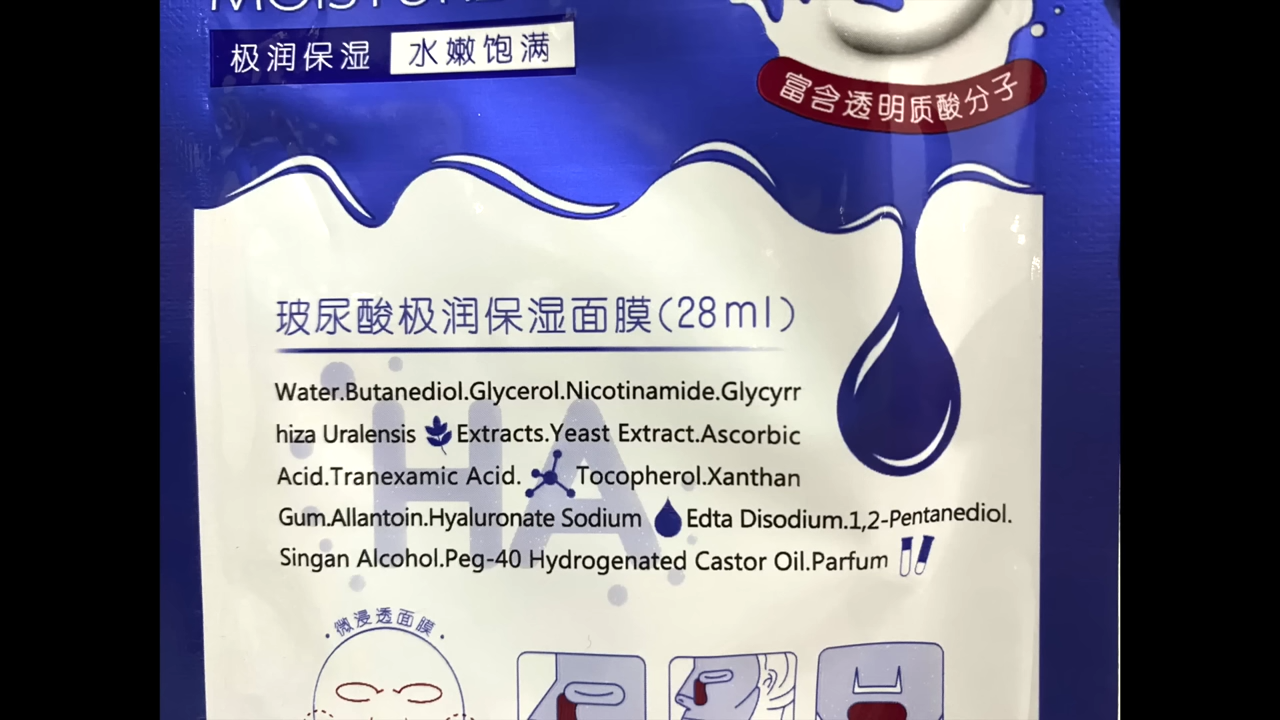 极润保湿 水嫩饱满
富含透明质酸分子
玻尿酸极润保湿面膜(28ml)
HA
Water.Butanediol.Glycerol.Nicotinamide.Glycyrr
hiza Uralensis Extracts.Yeast Extract.Ascorbic
Acid.Tranexamic Acid. Tocopherol.Xanthan
Gum.Allantoin.Hyaluronate Sodium Edta Disodium.1,2-Pentanediol.
Singan Alcohol.Peg-40 Hydrogenated Castor Oil.Parfum
·微浸透面膜·